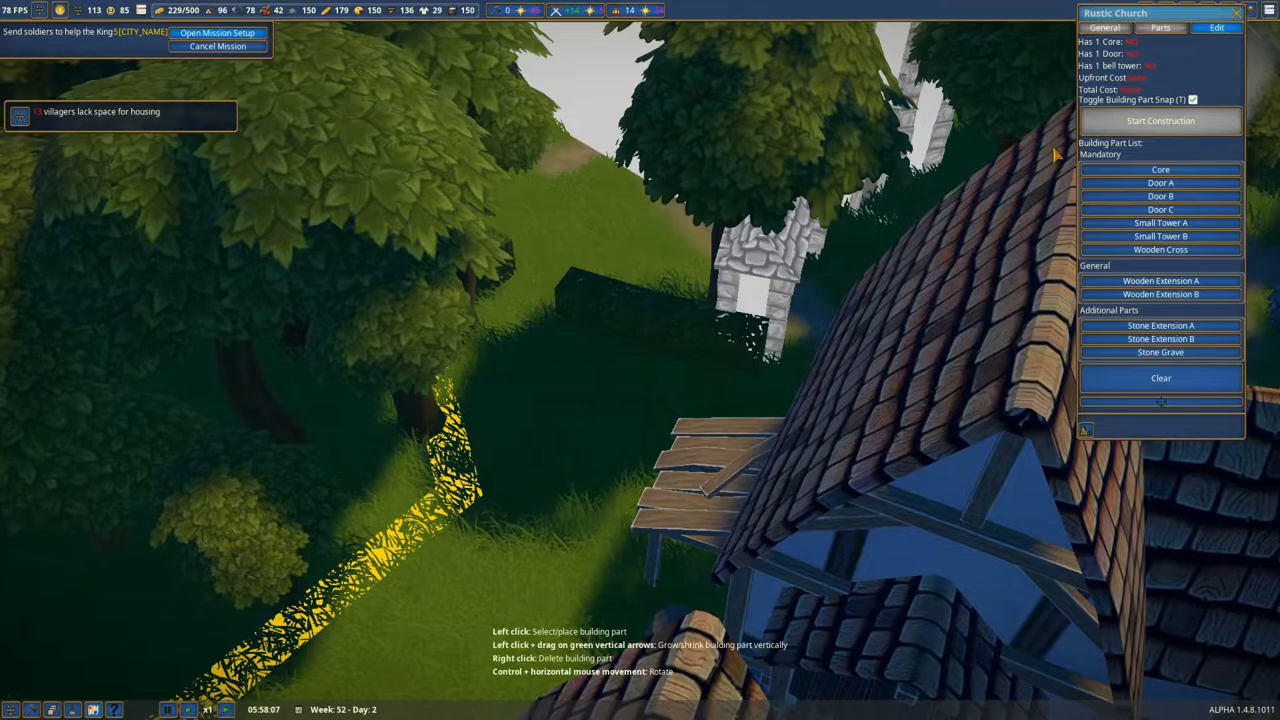 78 FPS 113 85 229/500 96 78 42 150 179 150 136 29 150 0 +14 14
Send soldiers to help the King5[CITY_NAME]
Open Mission Setup
Cancel Mission
13 villagers lack space for housing
Rustic Church
General Parts Edit
Has 1 Core: NO
Has 1 Door: NO
Has 1 bell tower: NO
Upfront Cost
Total Cost:
Toggle Building Part Snap (T)
Start Construction
Building Part List:
Mandatory
Core
Door A
Door B
Door C
Small Tower A
Small Tower B
Wooden Cross
General
Wooden Extension A
Wooden Extension B
Additional Parts
Stone Extension A
Stone Extension B
Stone Grave
Clear
Left click: Select/place building part
Left click + drag on green vertical arrows: Grow/shrink building part vertically
Right click: Delete building part
Control + horizontal mouse movement: Rotate
x1 05:58:07 Week: 52 - Day: 2
ALPHA 1.4.8.1011